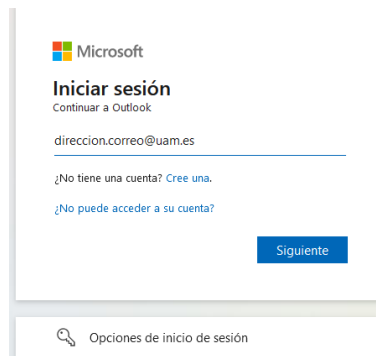 Microsoft
Iniciar sesión
Continuar a Outlook
direccion.correo@uam.es
¿No tiene una cuenta? Cree una.
¿No puede acceder a su cuenta?
Siguiente
Opciones de inicio de sesión